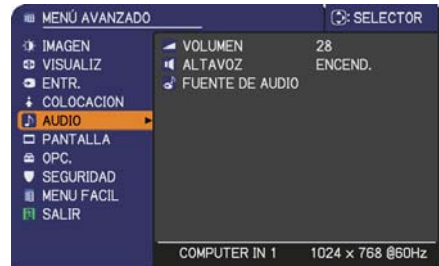 MENÚ AVANZADO
: SELECTOR
IMAGEN
VISUALIZ
ENTR.
COLOCACION
AUDIO
PANTALLA
OPC.
SEGURIDAD
MENU FACIL
SALIR
VOLUMEN 28
ALTAVOZ ENCEND.
FUENTE DE AUDIO
COMPUTER IN 1 1024 x 768 @60Hz